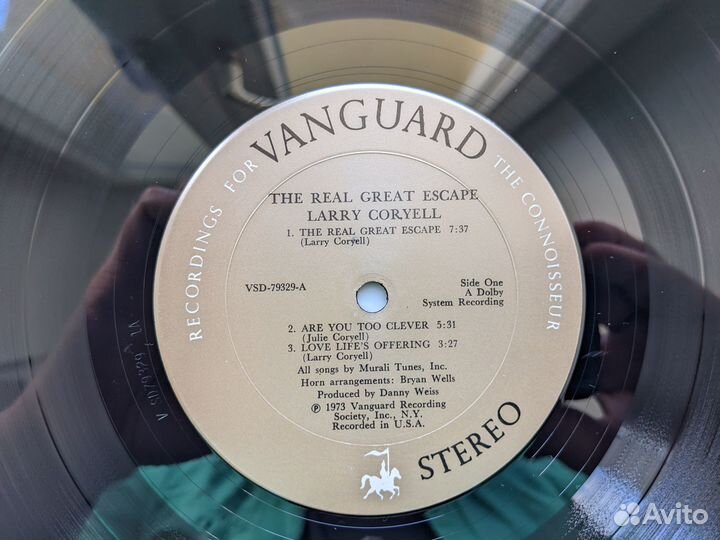 RECORDINGS FOR VANGUARD THE CONNOISSEUR
THE REAL GREAT ESCAPE
LARRY CORYELL
1. THE REAL GREAT ESCAPE 7:37
(Larry Coryell)
VSD-79329-A
Side One
A Dolby
System Recording
2. ARE YOU TOO CLEVER 5:31
(Julie Coryell)
3. LOVE LIFE'S OFFERING 3:27
(Larry Coryell)
All songs by Murali Tunes, Inc.
Horn arrangements: Bryan Wells
Produced by Danny Weiss
℗ 1973 Vanguard Recording
Society, Inc., N.Y.
Recorded in U.S.A.
STEREO
Avito